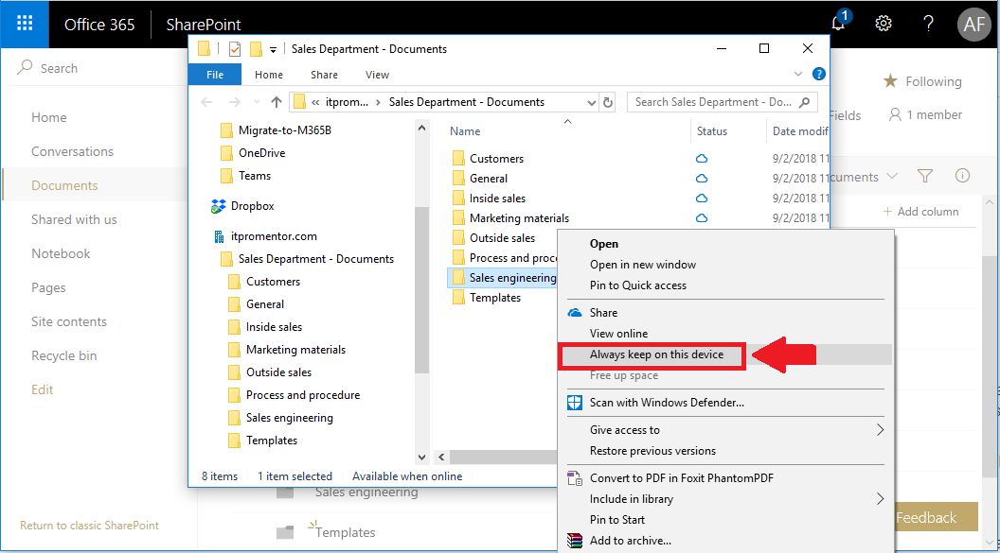 Office 365 SharePoint 1 ? AF
Sales Department - Documents
Search
File Home Share View ?
Following
« itprom... > Sales Department - Documents Search Sales Department - Do...
ields 1 member
Home
Conversations
Documents
Shared with us
Notebook
Pages
Site contents
Recycle bin
Edit
Return to classic SharePoint
Migrate-to-M365B
OneDrive
Teams
Dropbox
itpromentor.com
Sales Department - Documents
Customers
General
Inside sales
Marketing materials
Outside sales
Process and procedure
Sales engineering
Templates
Name Status Date modif
Customers 9/2/2018 11
General 9/2/2018 11
Inside sales 9/2/2018 11
Marketing materials 9/2/2018 11
Outside sales
Process and proce
Sales engineering
Templates
cuments
+ Add column
Open
Open in new window
Pin to Quick access
Share
View online
Always keep on this device
Free up space
Scan with Windows Defender...
Give access to
Restore previous versions
Convert to PDF in Foxit PhantomPDF
Include in library
Pin to Start
Add to archive...
8 items 1 item selected Available when online
Sales engineering
Templates
Feedback